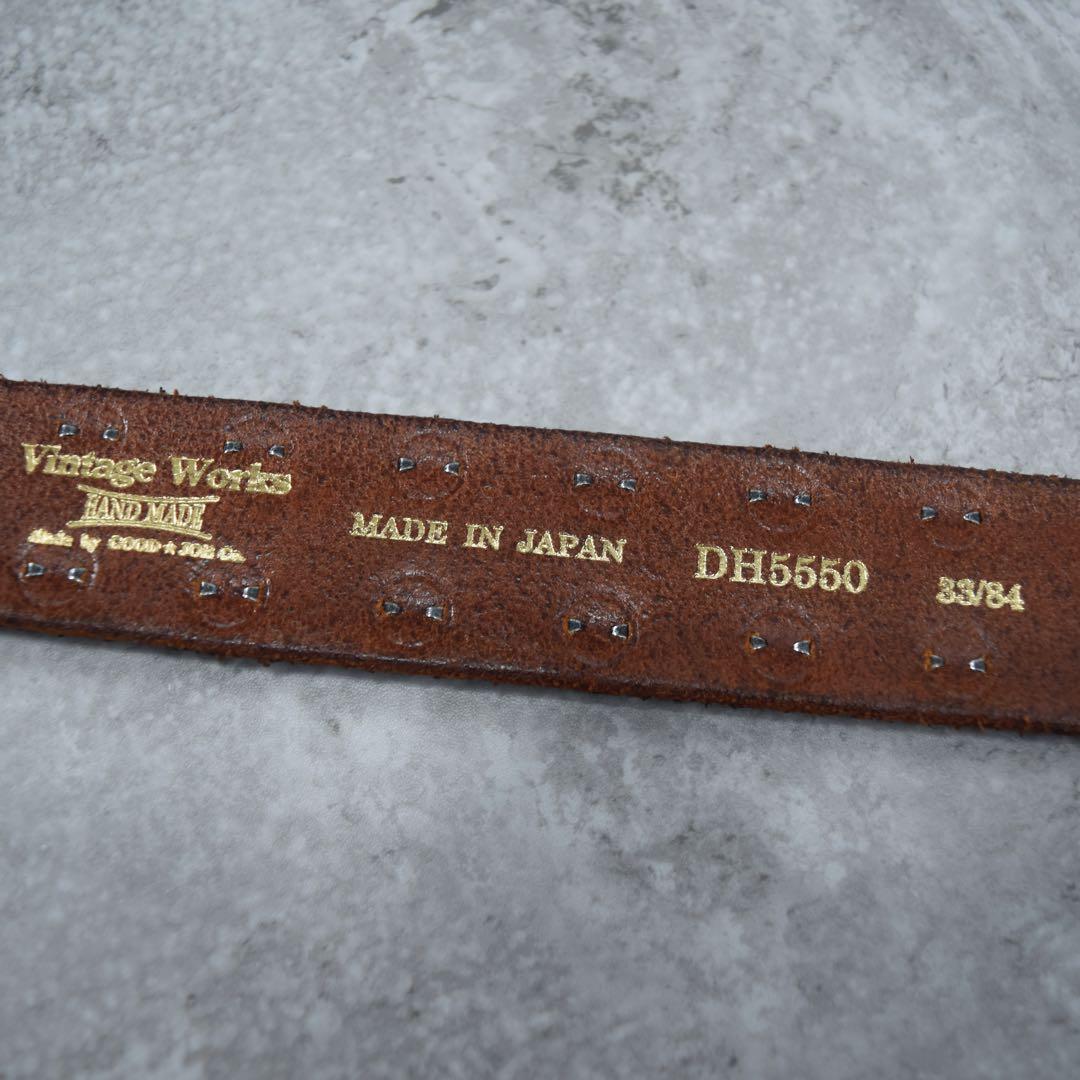 Vintage Works
HAND MADE
Made by GOOD★JOB Co.
MADE IN JAPAN
DH5550
33/84